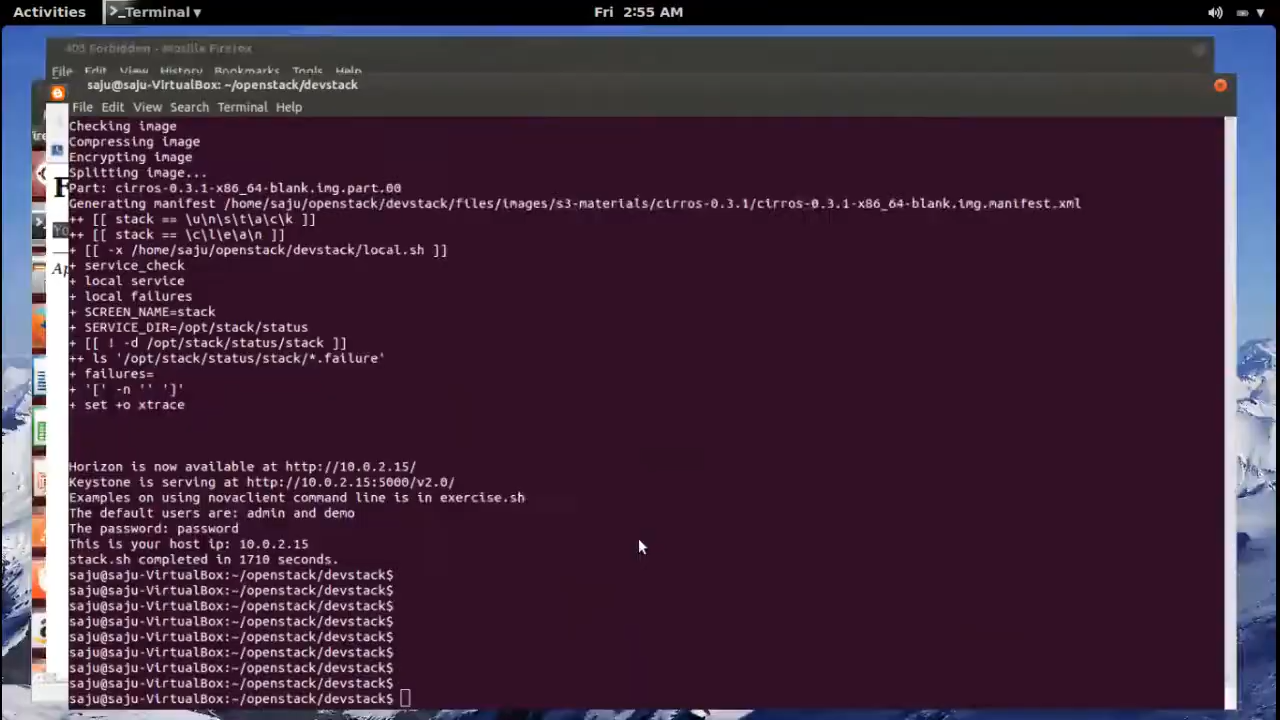 Activities
Terminal
Fri 2:55 AM
403 Forbidden - Mozilla Firefox
File Edit View History Bookmarks Tools Help
saju@saju-VirtualBox: ~/openstack/devstack
File Edit View Search Terminal Help
Checking image
Compressing image
Encrypting image
Splitting image...
Part: cirros-0.3.1-x86_64-blank.img.part.00
Generating manifest /home/saju/openstack/devstack/files/images/s3-materials/cirros-0.3.1/cirros-0.3.1-x86_64-blank.img.manifest.xml
++ [[ stack == \u\n\s\t\a\c\k ]]
++ [[ stack == \c\l\e\a\n ]]
+ [[ -x /home/saju/openstack/devstack/local.sh ]]
+ service_check
+ local service
+ local failures
+ SCREEN_NAME=stack
+ SERVICE_DIR=/opt/stack/status
+ [[ ! -d /opt/stack/status/stack ]]
++ ls '/opt/stack/status/stack/*.failure'
+ failures=
+ '[' -n '' ']'
+ set +o xtrace
Horizon is now available at http://10.0.2.15/
Keystone is serving at http://10.0.2.15:5000/v2.0/
Examples on using novaclient command line is in exercise.sh
The default users are: admin and demo
The password: password
This is your host ip: 10.0.2.15
stack.sh completed in 1710 seconds.
saju@saju-VirtualBox:~/openstack/devstack$
saju@saju-VirtualBox:~/openstack/devstack$
saju@saju-VirtualBox:~/openstack/devstack$
saju@saju-VirtualBox:~/openstack/devstack$
saju@saju-VirtualBox:~/openstack/devstack$
saju@saju-VirtualBox:~/openstack/devstack$
saju@saju-VirtualBox:~/openstack/devstack$
saju@saju-VirtualBox:~/openstack/devstack$
saju@saju-VirtualBox:~/openstack/devstack$